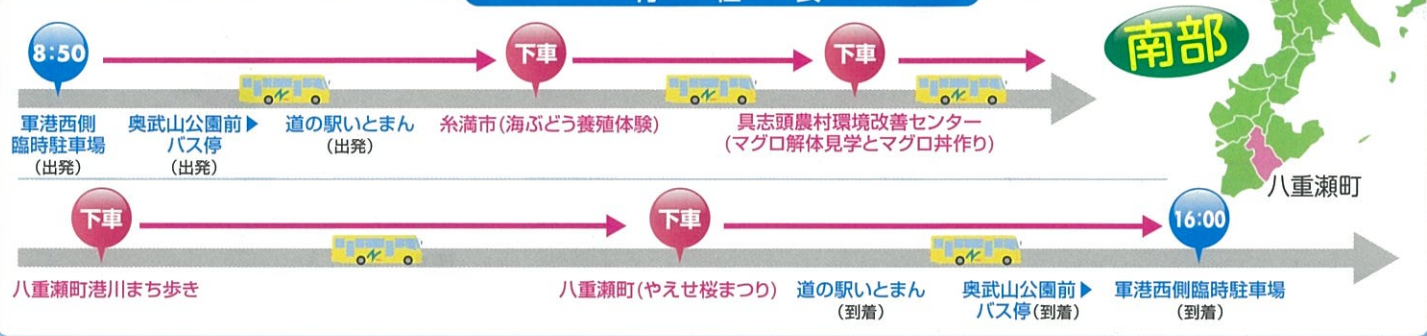 8:50
下車
下車
南部
軍港西側
臨時駐車場
(出発)
奥武山公園前▶
バス停
(出発)
道の駅いとまん
(出発)
糸満市(海ぶどう養殖体験)
具志頭農村環境改善センター
(マグロ解体見学とマグロ丼作り)
八重瀬町
下車
下車
16:00
八重瀬町港川まち歩き
八重瀬町(やえせ桜まつり)
道の駅いとまん
(到着)
奥武山公園前▶
バス停(到着)
軍港西側臨時駐車場
(到着)